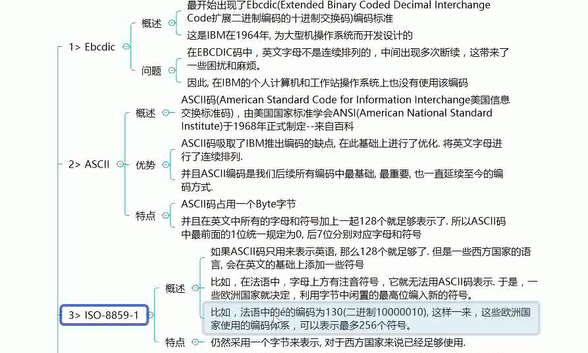 最开始出现了Ebcdic(Extended Binary Coded Decimal Interchange
Code扩展二进制编码的十进制交换码)编码标准
概述
这是IBM在1964年, 为大型机操作系统而开发设的
1> Ebcdic
在EBCDIC码中，英文字母不是连续排列的，中间出现多次断续，这带来了
一些困扰和麻烦。
问题
因此, 在IBM的个人计算机和工作站操作系统上也没有使用该编码
ASCII码(American Standard Code for Information Interchange美国信息
交换标准码)，由美国国家标准学会ANSI(American National Standard
Institute)于1968年正式制定--来自百科
概述
2> ASCII
ASCII码吸取了IBM推出编码的缺点, 在此基础上进行了优化. 将英文字母进
行了连续排列.
优势
并且ASCII编码是我们后续所有编码中最基础, 最重要, 也一直延续至今的编
码方式.
ASCII码占用一个Byte字节
特点
并且在英文中所有的字母和符号加上一起128个就足够表示了. 所以ASCII码
中最前面的1位统一规定为0, 后7位分别对应字母和符号
如果ASCII码只用来表示英语, 那么128个就足够了. 但是一些西方国家的语
言, 会在英文的基础上添加一些符号
概述
比如，在法语中，字母上方有注音符号，它就无法用ASCII码表示. 于是，一
些欧洲国家就决定，利用字节中闲置的最高位编入新的符号。
3> ISO-8859-1
比如, 法语中的é的编码为130(二进制10000010), 这样一来，这些欧洲国
家使用的编码体系，可以表示最多256个符号。
特点
仍然采用一个字节来表示, 对于西方国家来说已经足够使用.